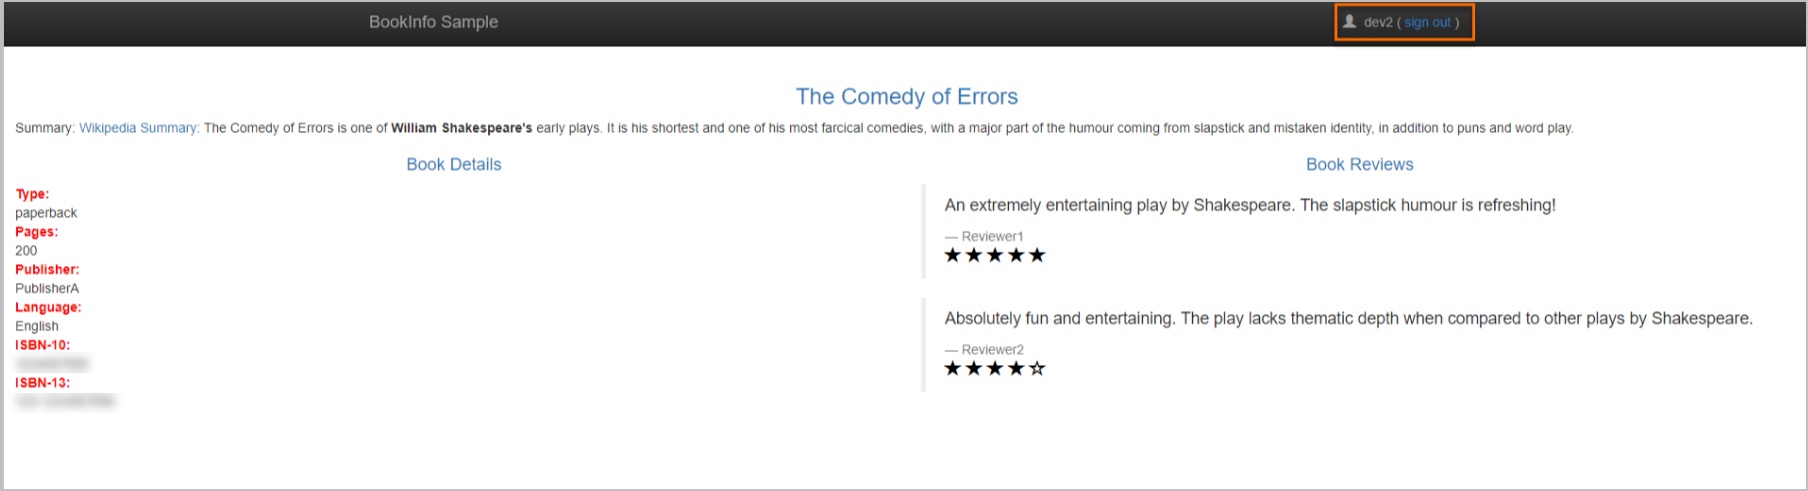 BookInfo Sample
dev2 ( sign out )
The Comedy of Errors
Summary: Wikipedia Summary: The Comedy of Errors is one of William Shakespeare's early plays. It is his shortest and one of his most farcical comedies, with a major part of the humour coming from slapstick and mistaken identity, in addition to puns and word play.
Book Details
Type:
paperback
Pages:
200
Publisher:
PublisherA
Language:
English
ISBN-10:
ISBN-13:
Book Reviews
An extremely entertaining play by Shakespeare. The slapstick humour is refreshing!
— Reviewer1
★★★★★
Absolutely fun and entertaining. The play lacks thematic depth when compared to other plays by Shakespeare.
— Reviewer2
★★★★☆